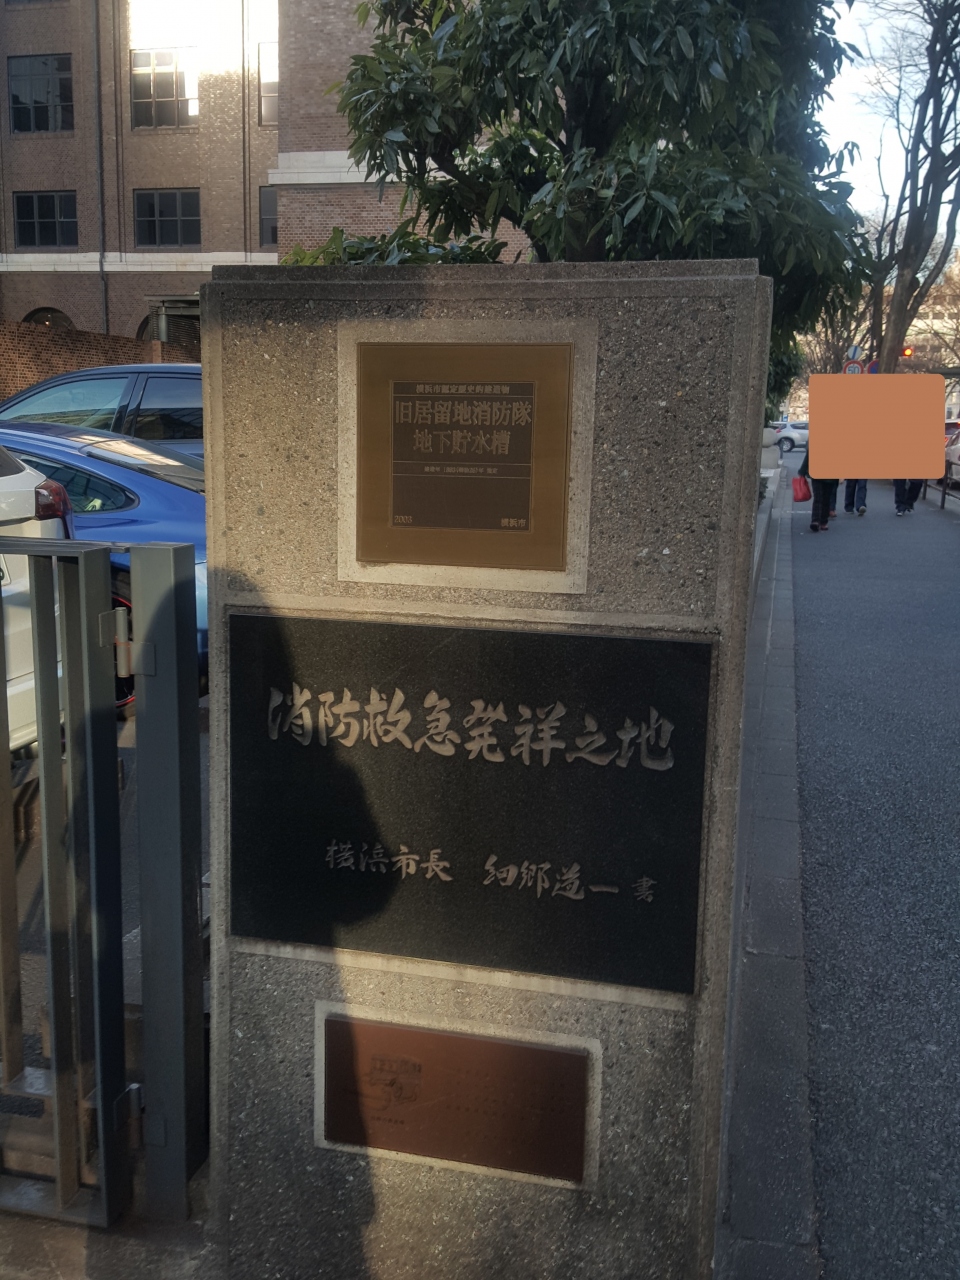 横浜市認定歴史的建造物
旧居留地消防隊
地下貯水槽
2003
横浜市
消防救急発祥之地
横浜市長 細郷道一 書